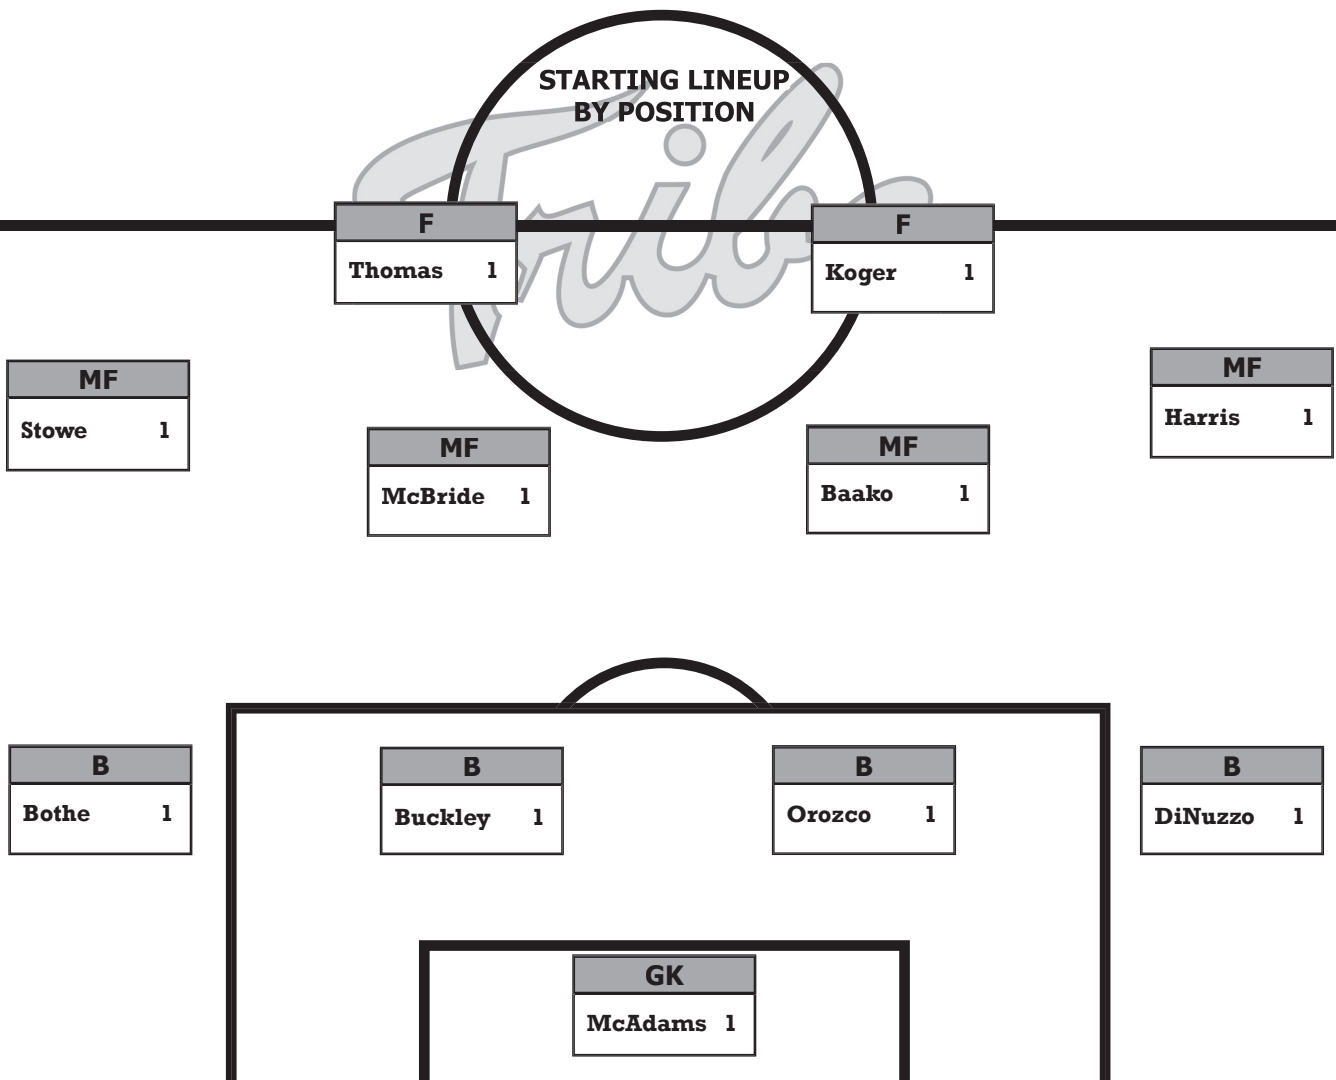 STARTING LINEUP
BY POSITION
Tribe
F
Thomas 1
F
Koger 1
MF
Stowe 1
MF
McBride 1
MF
Baako 1
MF
Harris 1
B
Bothe 1
B
Buckley 1
B
Orozco 1
B
DiNuzzo 1
GK
McAdams 1